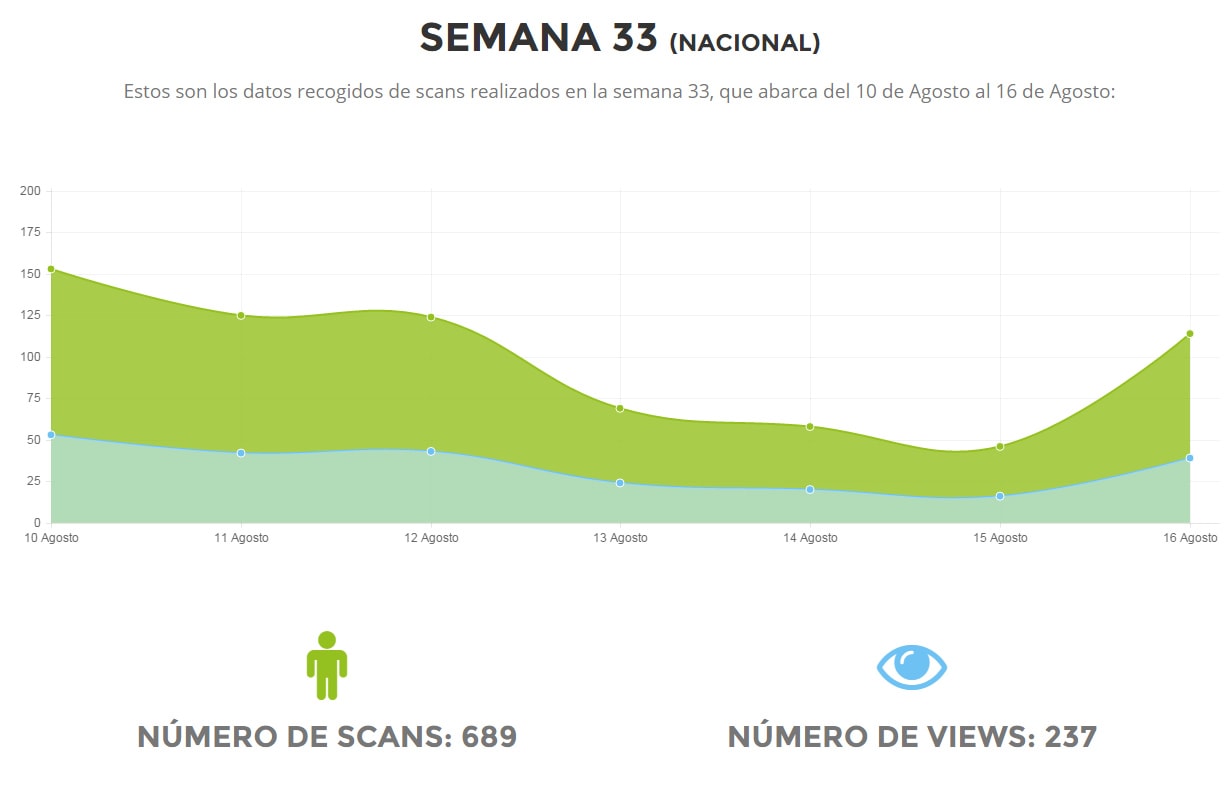 SEMANA 33 (NACIONAL)
Estos son los datos recogidos de scans realizados en la semana 33, que abarca del 10 de Agosto al 16 de Agosto:
200
175
150
125
100
75
50
25
0
10 Agosto 11 Agosto 12 Agosto 13 Agosto 14 Agosto 15 Agosto 16 Agosto
NÚMERO DE SCANS: 689 NÚMERO DE VIEWS: 237